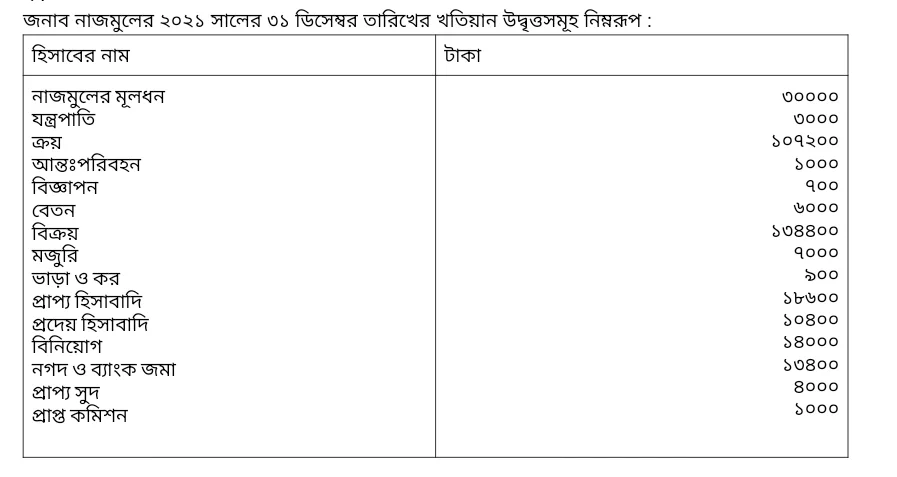 জনাব নাজমুলের ২০২১ সালের ৩১ ডিসেম্বর তারিখের খতিয়ান উদ্বৃত্তসমূহ নিম্নরূপ :
হিসাবের নাম টাকা
নাজমুলের মূলধন ৩০০০০
যন্ত্রপাতি ৩০০০
ক্রয় ১০৭২০০
আন্তঃপরিবহন ১০০০
বিজ্ঞাপন ৭০০
বেতন ৬০০০
বিক্রয় ১৩৪৪০০
মজুরি ৭০০০
ভাড়া ও কর ৯০০
প্রাপ্য হিসাবাদি ১৮৬০০
প্রদেয় হিসাবাদি ১০৪০০
বিনিয়োগ ১৪০০০
নগদ ও ব্যাংক জমা ১৩৪০০
প্রাপ্য সুদ ৪০০০
প্রাপ্ত কমিশন ১০০০